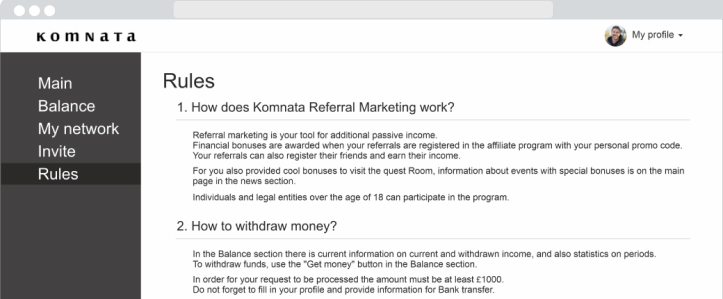 Komnata
My profile
Main
Balance
My network
Invite
Rules
Rules
1. How does Komnata Referral Marketing work?
Referral marketing is your tool for additional passive income.
Financial bonuses are awarded when your referrals are registered in the affiliate program with your personal promo code.
Your referrals can also register their friends and earn their income.
For you also provided cool bonuses to visit the quest Room, information about events with special bonuses is on the main
page in the news section.
Individuals and legal entities over the age of 18 can participate in the program.
2. How to withdraw money?
In the Balance section there is current information on current and withdrawn income, and also statistics on periods.
To withdraw funds, use the "Get money" button in the Balance section.
In order for your request to be processed the amount must be at least £1000.
Do not forget to fill in your profile and provide information for Bank transfer.